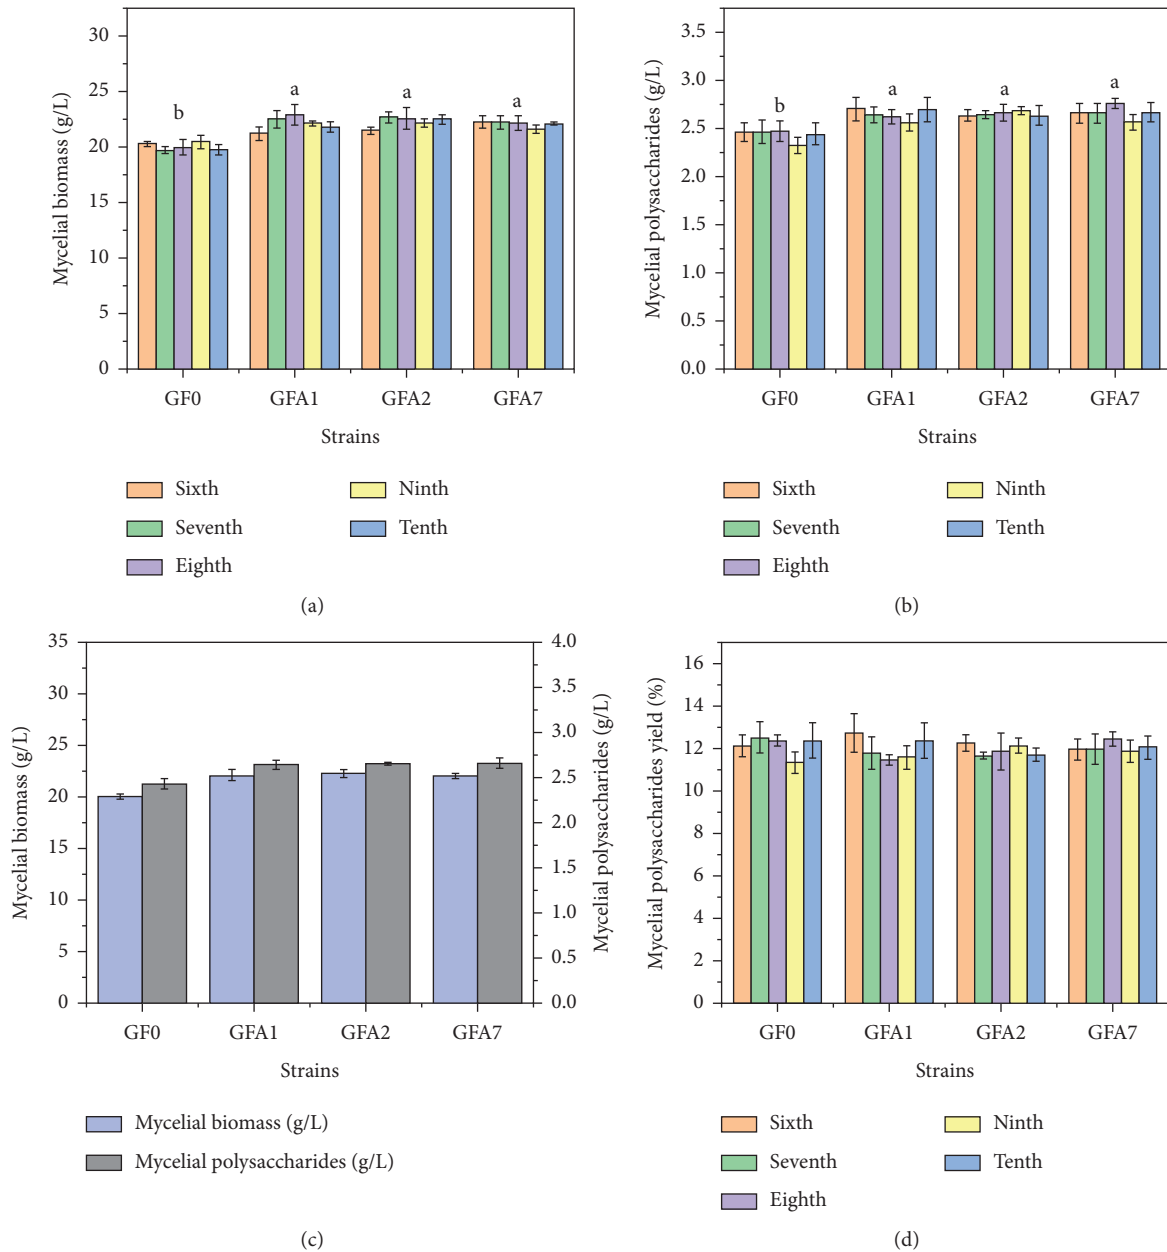 (a)
Mycelial biomass (g/L)
30
25
20
15
10
5
0
b
a
a
a
GF0 GFA1 GFA2 GFA7
Strains
Sixth Ninth
Seventh Tenth
Eighth
Mycelial polysaccharides (g/L)
3.5
3.0
2.5
2.0
1.5
1.0
0.5
0.0
b
a
a
a
GF0 GFA1 GFA2 GFA7
Strains
Sixth Ninth
Seventh Tenth
Eighth
(b)
Mycelial biomass (g/L)
35
30
25
20
15
10
5
0
4.0
3.5
3.0
2.5
2.0
1.5
1.0
0.5
0.0
Mycelial polysaccharides (g/L)
GF0 GFA1 GFA2 GFA7
Strains
Mycelial biomass (g/L)
Mycelial polysaccharides (g/L)
(c)
Mycelial polysaccharides yield (%)
16
14
12
10
8
6
4
2
0
GF0 GFA1 GFA2 GFA7
Strains
Sixth Ninth
Seventh Tenth
Eighth
(d)